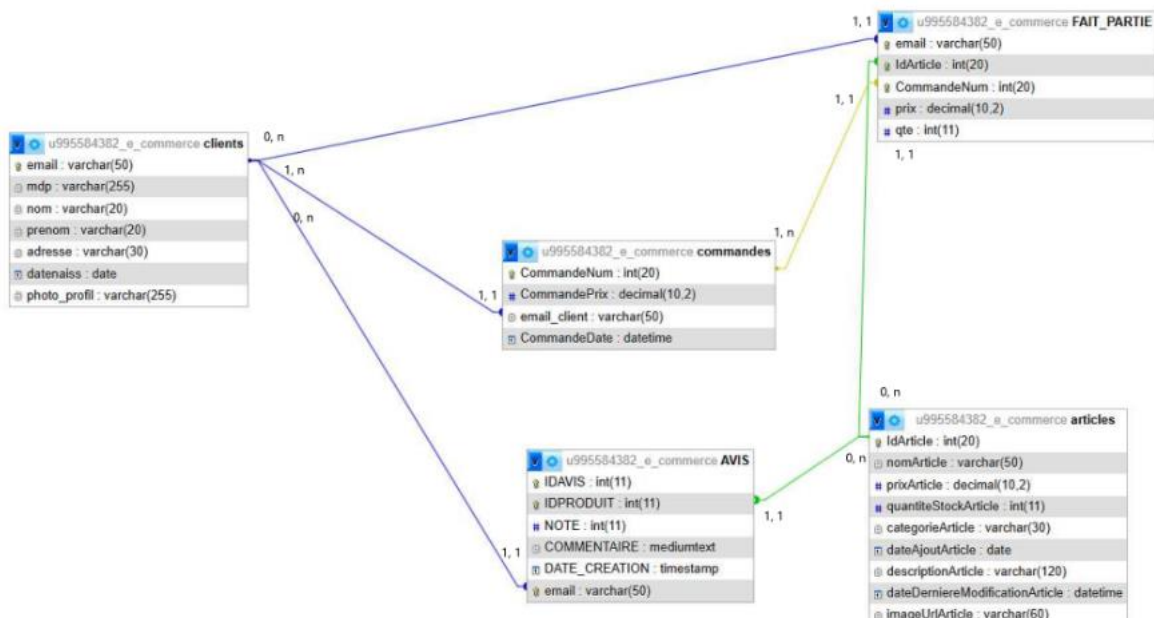 1, 1
u995584382_e_commerce FAIT_PARTIE
email : varchar(50)
IdArticle : int(20)
CommandeNum : int(20)
prix : decimal(10,2)
qte : int(11)
1, 1
1, 1
0, n
1, n
0, n
u995584382_e_commerce clients
email : varchar(50)
mdp : varchar(255)
nom : varchar(20)
prenom : varchar(20)
adresse : varchar(30)
datenaiss : date
photo_profil : varchar(255)
1, n
1, 1
u995584382_e_commerce commandes
CommandeNum : int(20)
CommandePrix : decimal(10,2)
email_client : varchar(50)
CommandeDate : datetime
0, n
0, n
u995584382_e_commerce articles
IdArticle : int(20)
nomArticle : varchar(50)
prixArticle : decimal(10,2)
quantiteStockArticle : int(11)
categorieArticle : varchar(30)
dateAjoutArticle : date
descriptionArticle : varchar(120)
dateDerniereModificationArticle : datetime
imageUrlArticle : varchar(60)
u995584382_e_commerce AVIS
IDAVIS : int(11)
IDPRODUIT : int(11)
NOTE : int(11)
COMMENTAIRE : mediumtext
DATE_CREATION : timestamp
email : varchar(50)
1, 1
1, 1